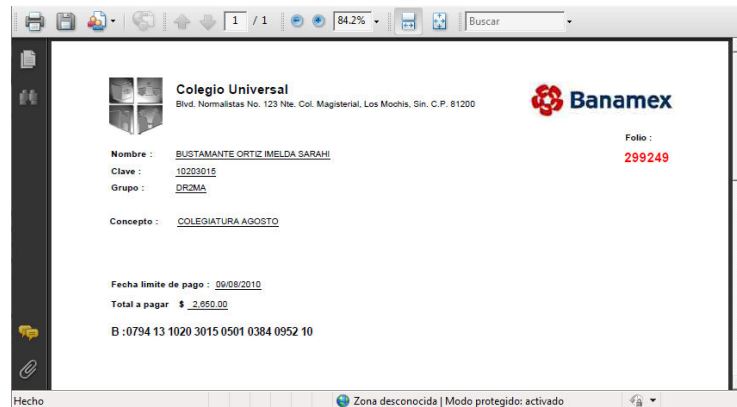 1 / 1 84.2% Buscar
Colegio Universal
Blvd. Normalistas No. 123 Nte. Col. Magisterial, Los Mochis, Sin. C.P. 81200
Banamex
Folio :
299249
Nombre : BUSTAMANTE ORTIZ IMELDA SARAHI
Clave : 10203015
Grupo : DR2MA
Concepto : COLEGIATURA AGOSTO
Fecha limite de pago : 09/08/2010
Total a pagar $ 2,650.00
B :0794 13 1020 3015 0501 0384 0952 10
Hecho Zona desconocida | Modo protegido: activado